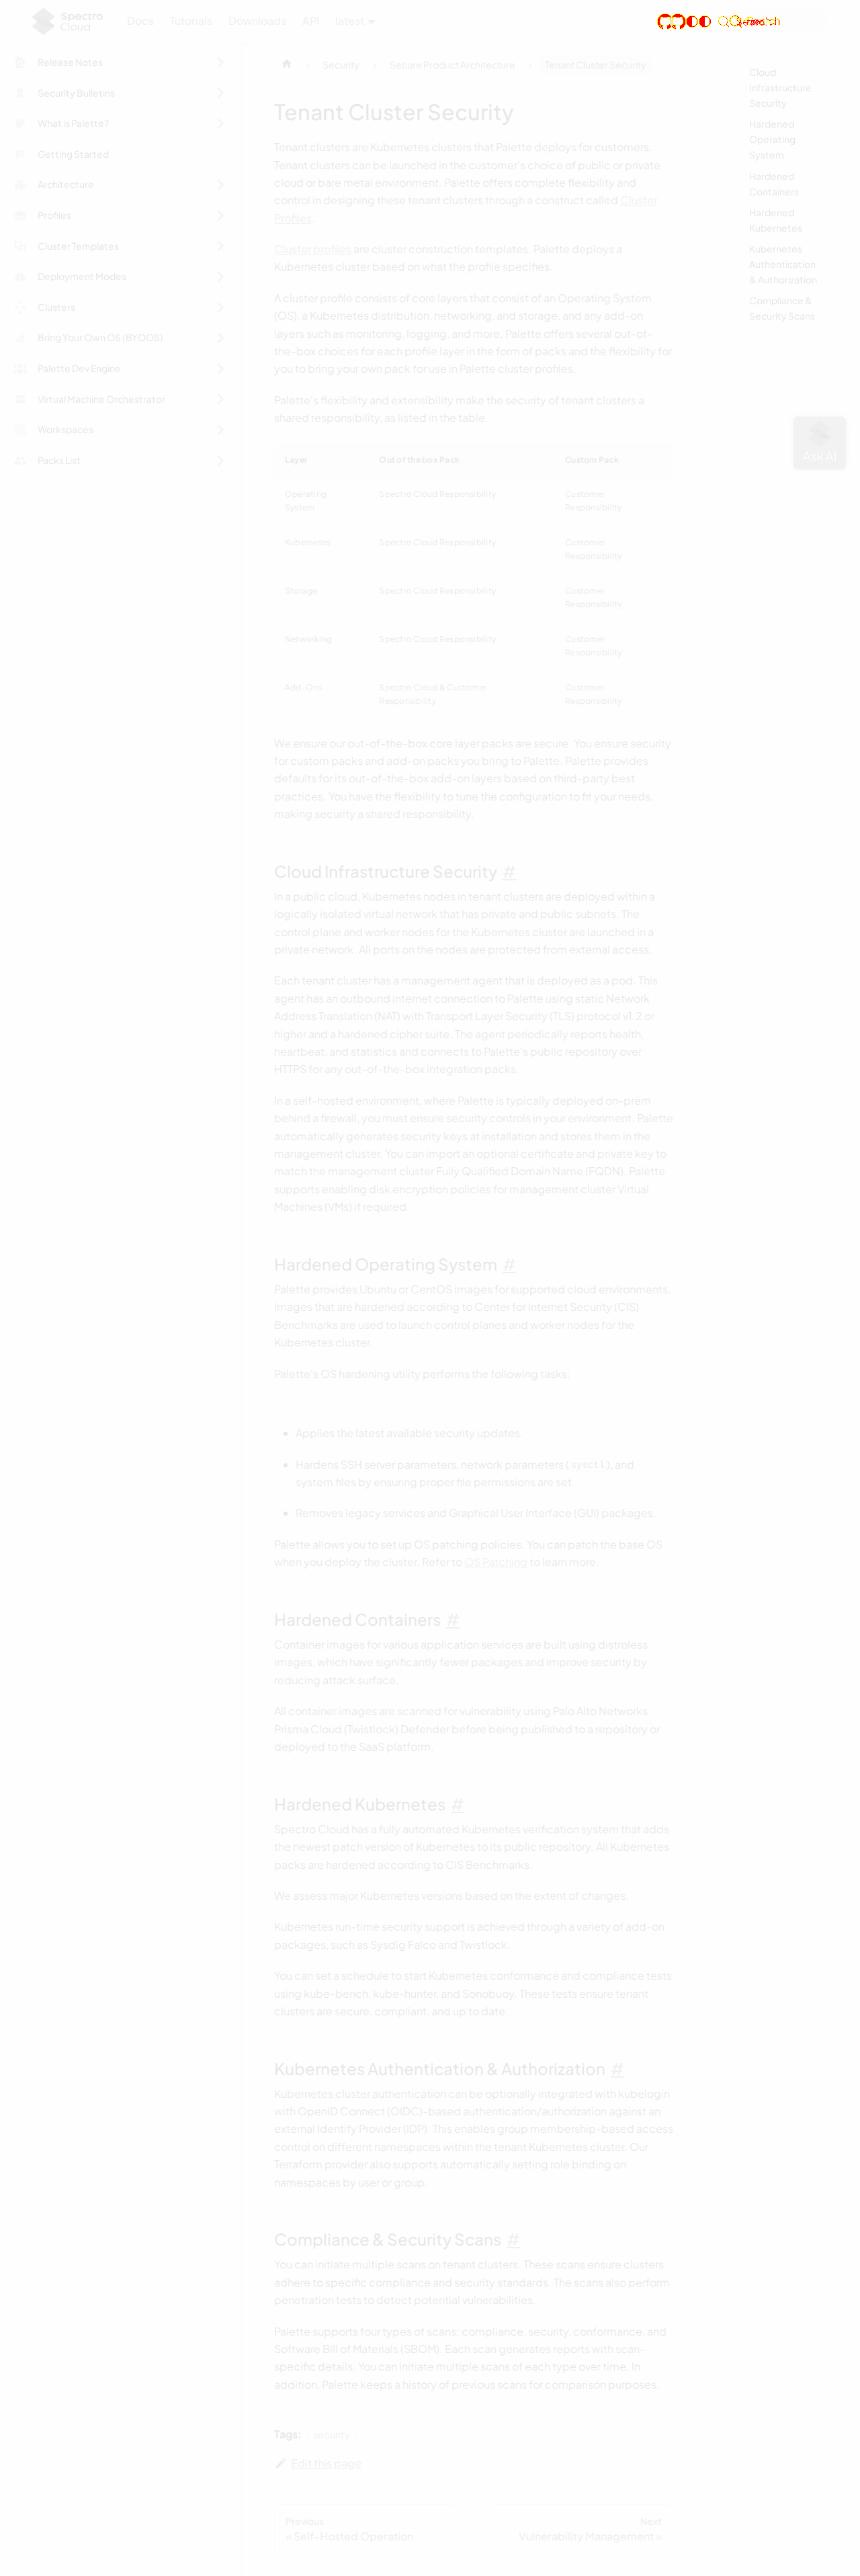 Spectro
Cloud
Docs
Tutorials
Downloads
API
latest
Release Notes
Security Bulletins
What is Palette?
Getting Started
Architecture
Profiles
Cluster Templates
Deployment Modes
Clusters
Bring Your Own OS (BYOOS)
Palette Dev Engine
Virtual Machine Orchestrator
Workspaces
Packs List
Security
Secure Product Architecture
Tenant Cluster Security
Tenant Cluster Security
Tenant clusters are Kubernetes clusters that Palette deploys for customers.
Tenant clusters can be launched in the customer's choice of public or private
cloud or bare metal environment. Palette offers complete flexibility and
control in designing these tenant clusters through a construct called Cluster
Profiles.
Cluster profiles are cluster construction templates. Palette deploys a
Kubernetes cluster based on what the profile specifies.
A cluster profile consists of core layers that consist of an Operating System
(OS), a Kubernetes distribution, networking, and storage, and any add-on
layers such as monitoring, logging, and more. Palette offers several out-of-
the-box choices for each profile layer in the form of packs and the flexibility for
you to bring your own pack for use in Palette cluster profiles.
Palette's flexibility and extensibility make the security of tenant clusters a
shared responsibility, as listed in the table.
Layer
Out of the box Pack
Custom Pack
Operating
System
Spectro Cloud Responsibility
Customer
Responsibility
Kubernetes
Spectro Cloud Responsibility
Customer
Responsibility
Storage
Spectro Cloud Responsibility
Customer
Responsibility
Networking
Spectro Cloud Responsibility
Customer
Responsibility
Add-Ons
Spectro Cloud & Customer
Responsibility
Customer
Responsibility
We ensure our out-of-the-box core layer packs are secure. You ensure security
for custom packs and add-on packs you bring to Palette. Palette provides
defaults for its out-of-the-box add-on layers based on third-party best
practices. You have the flexibility to tune the configuration to fit your needs,
making security a shared responsibility.
Cloud Infrastructure Security #
In a public cloud, Kubernetes nodes in tenant clusters are deployed within a
logically isolated virtual network that has private and public subnets. The
control plane and worker nodes for the Kubernetes cluster are launched in a
private network. All ports on the nodes are protected from external access.
Each tenant cluster has a management agent that is deployed as a pod. This
agent has an outbound internet connection to Palette using static Network
Address Translation (NAT) with Transport Layer Security (TLS) protocol v1.2 or
higher and a hardened cipher suite. The agent periodically reports health,
heartbeat, and statistics and connects to Palette's public repository over
HTTPS for any out-of-the-box integration packs.
In a self-hosted environment, where Palette is typically deployed on-prem
behind a firewall, you must ensure security controls in your environment. Palette
automatically generates security keys at installation and stores them in the
management cluster. You can import an optional certificate and private key to
match the management cluster Fully Qualified Domain Name (FQDN). Palette
supports enabling disk encryption policies for management cluster Virtual
Machines (VMs) if required.
Hardened Operating System #
Palette provides Ubuntu or CentOS images for supported cloud environments.
Images that are hardened according to Center for Internet Security (CIS)
Benchmarks are used to launch control planes and worker nodes for the
Kubernetes cluster.
Palette's OS hardening utility performs the following tasks:
Applies the latest available security updates.
Hardens SSH server parameters, network parameters (sysctl), and
system files by ensuring proper file permissions are set.
Removes legacy services and Graphical User Interface (GUI) packages.
Palette allows you to set up OS patching policies. You can patch the base OS
when you deploy the cluster. Refer to OS Patching to learn more.
Hardened Containers #
Container images for various application services are built using distroless
images, which have significantly fewer packages and improve security by
reducing attack surface.
All container images are scanned for vulnerability using Palo Alto Networks
Prisma Cloud (Twistlock) Defender before being published to a repository or
deployed to the SaaS platform.
Hardened Kubernetes #
Spectro Cloud has a fully automated Kubernetes verification system that adds
the newest patch version of Kubernetes to its public repository. All Kubernetes
packs are hardened according to CIS Benchmarks.
We assess major Kubernetes versions based on the extent of changes.
Kubernetes run-time security support is achieved through a variety of add-on
packages, such as Sysdig Falco and Twistlock.
You can set a schedule to start Kubernetes conformance and compliance tests
using kube-bench, kube-hunter, and Sonobuoy. These tests ensure tenant
clusters are secure, compliant, and up to date.
Kubernetes Authentication & Authorization #
Kubernetes cluster authentication can be optionally integrated with kubelogin
with OpenID Connect (OIDC)-based authentication/authorization against an
external Identify Provider (IDP). This enables group membership-based access
control on different namespaces within the tenant Kubernetes cluster. Our
Terraform provider also supports automatically setting role binding on
namespaces by user or group.
Compliance & Security Scans #
You can initiate multiple scans on tenant clusters. These scans ensure clusters
adhere to specific compliance and security standards. The scans also perform
penetration tests to detect potential vulnerabilities.
Palette supports four types of scans: compliance, security, conformance, and
Software Bill of Materials (SBOM). Each scan generates reports with scan-
specific details. You can initiate multiple scans of each type over time. In
addition, Palette keeps a history of previous scans for comparison purposes.
Tags: security
Edit this page
Previous
« Self-Hosted Operation
Next
Vulnerability Management »
Cloud
Infrastructure
Security
Hardened
Operating
System
Hardened
Containers
Hardened
Kubernetes
Kubernetes
Authentication
& Authorization
Compliance &
Security Scans
Ask AI